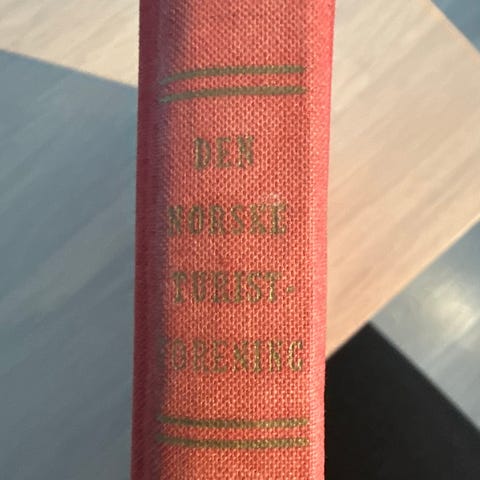 DEN
NORSKE
TURIST-
FORENING